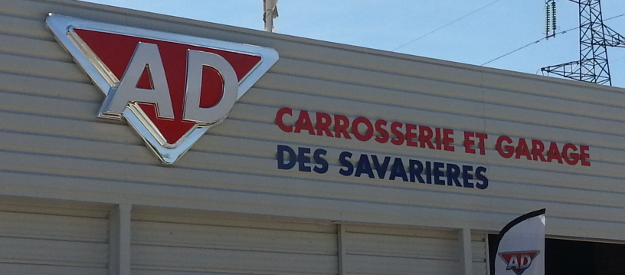 AD
CARROSSERIE ET GARAGE
DES SAVARIERES
AD